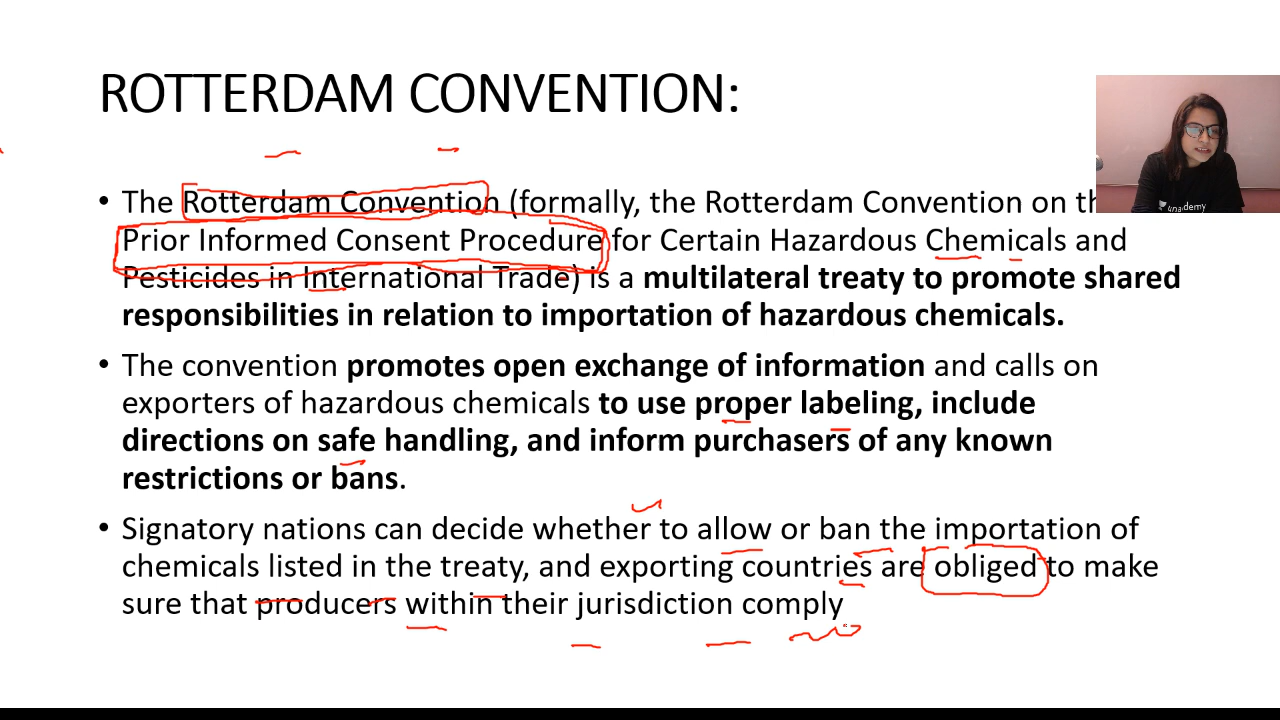 ROTTERDAM CONVENTION:
• The Rotterdam Convention (formally, the Rotterdam Convention on
Prior Informed Consent Procedure for Certain Hazardous Chemicals and
Pesticides in International Trade) is a multilateral treaty to promote shared
responsibilities in relation to importation of hazardous chemicals.
• The convention promotes open exchange of information and calls on
exporters of hazardous chemicals to use proper labeling, include
directions on safe handling, and inform purchasers of any known
restrictions or bans.
• Signatory nations can decide whether to allow or ban the importation of
chemicals listed in the treaty, and exporting countries are obliged to make
sure that producers within their jurisdiction comply